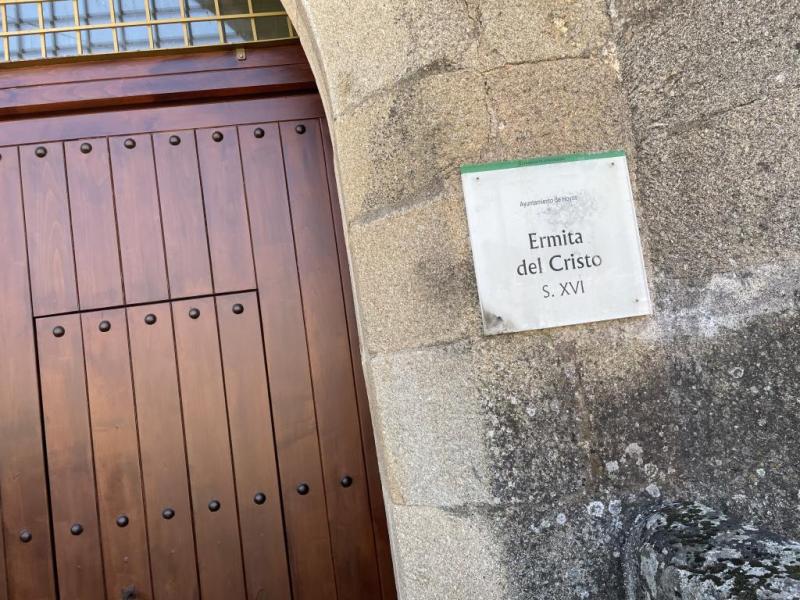 Ayuntamiento de Hoyos
Ermita
del Cristo
S. XVI